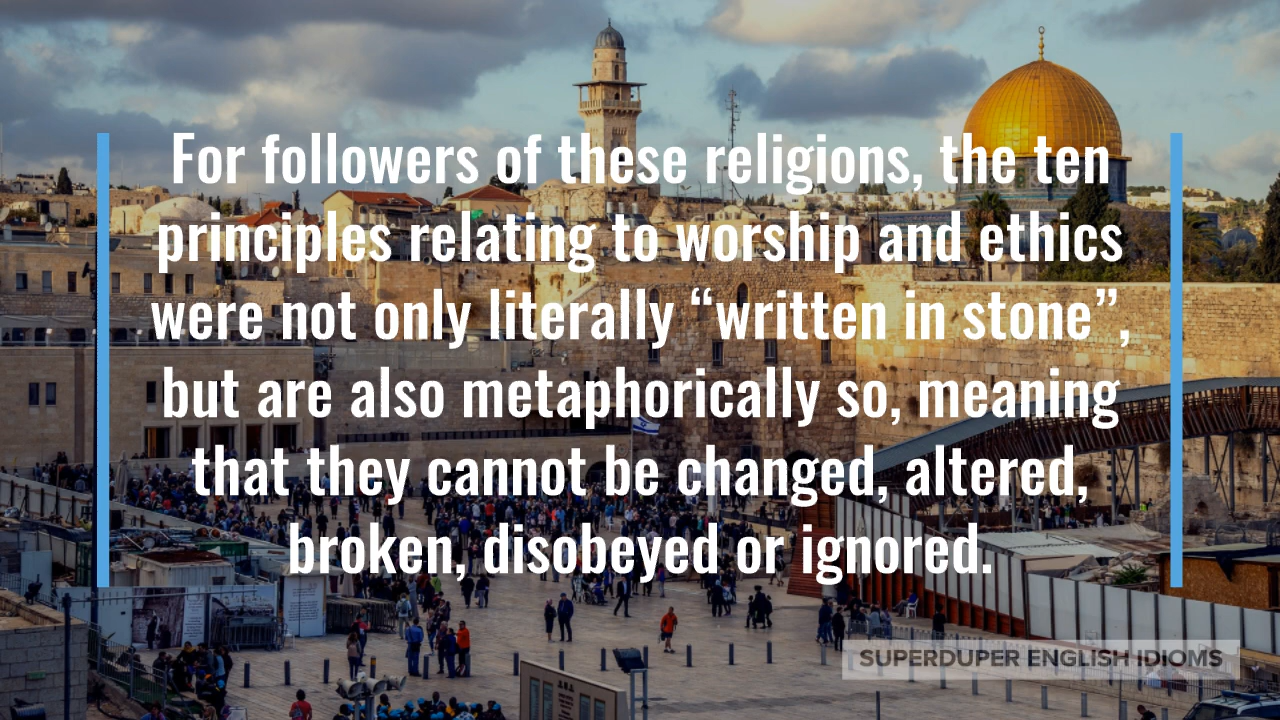 For followers of these religions, the ten
principles relating to worship and ethics
were not only literally “written in stone”,
but are also metaphorically so, meaning
that they cannot be changed, altered,
broken, disobeyed or ignored.
SUPERDUPER ENGLISH IDIOMS